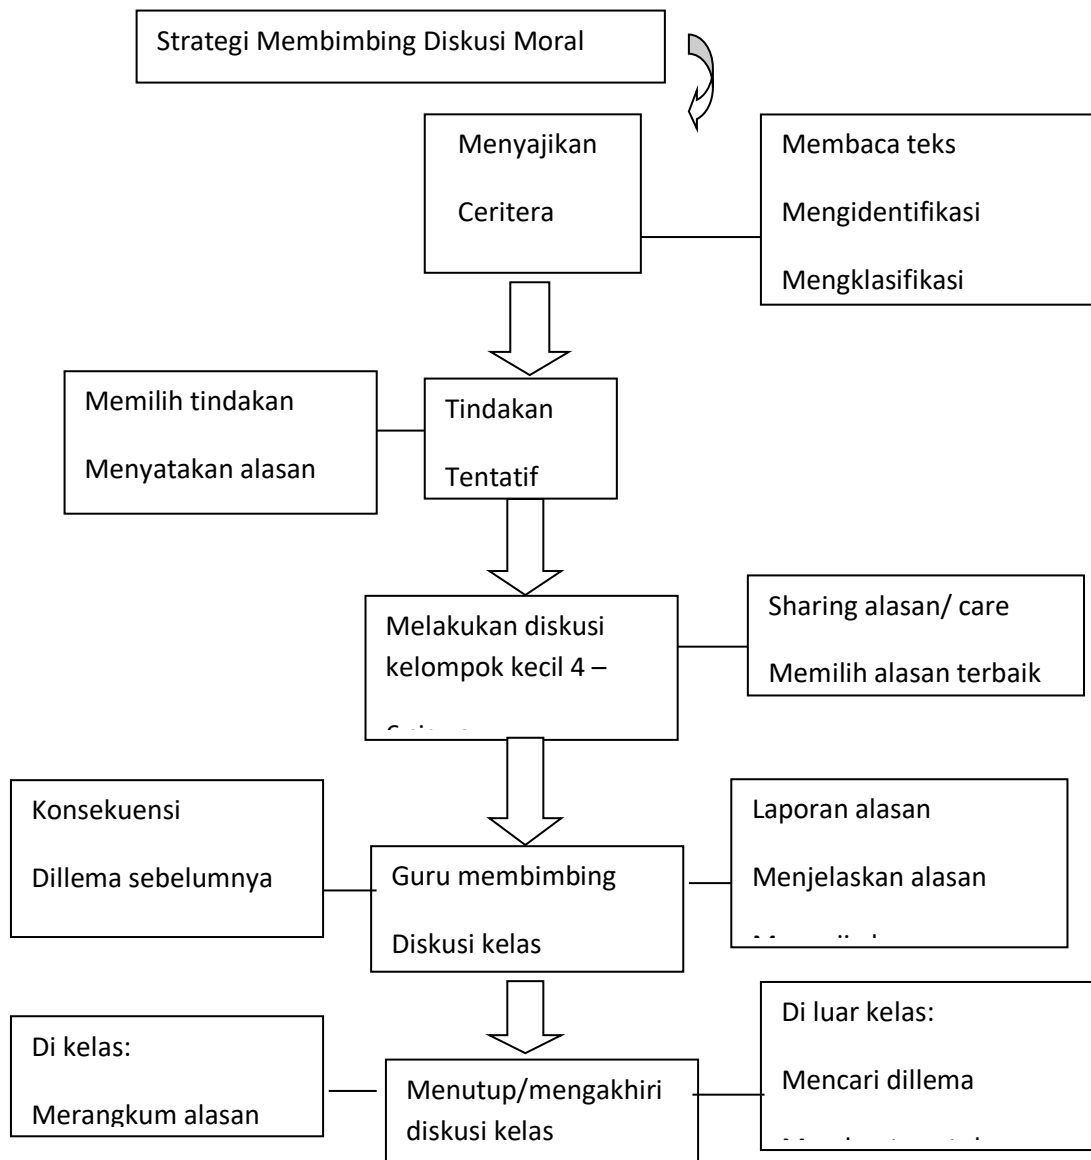 Strategi Membimbing Diskusi Moral
Menyajikan
Ceritera
Membaca teks
Mengidentifikasi
Mengklasifikasi
Memilih tindakan
Menyatakan alasan
Tindakan
Tentatif
Melakukan diskusi
kelompok kecil 4 –
Sharing alasan/ care
Memilih alasan terbaik
Konsekuensi
Dillema sebelumnya
Guru membimbing
Diskusi kelas
Laporan alasan
Menjelaskan alasan
Di kelas:
Merangkum alasan
Menutup/mengakhiri
diskusi kelas
Di luar kelas:
Mencari dillema